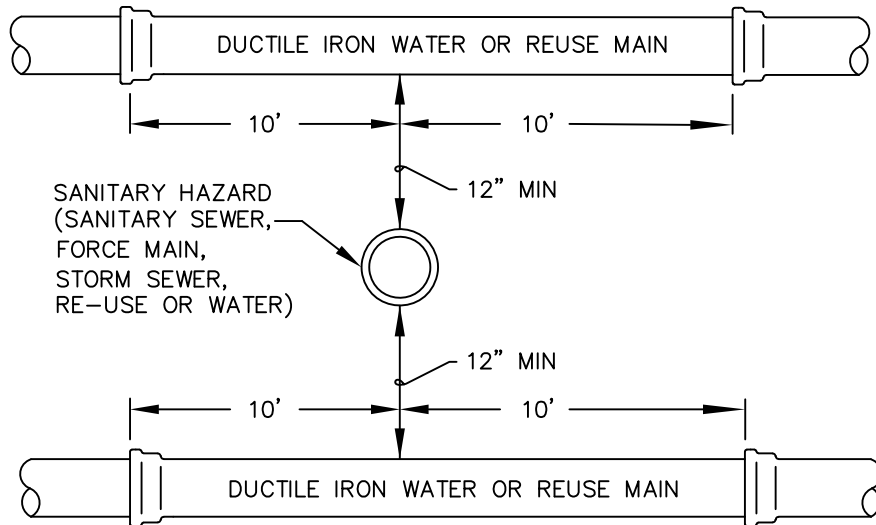 DUCTILE IRON WATER OR REUSE MAIN
10' 10'
12" MIN
SANITARY HAZARD
(SANITARY SEWER,
FORCE MAIN,
STORM SEWER,
RE-USE OR WATER)
12" MIN
10' 10'
DUCTILE IRON WATER OR REUSE MAIN